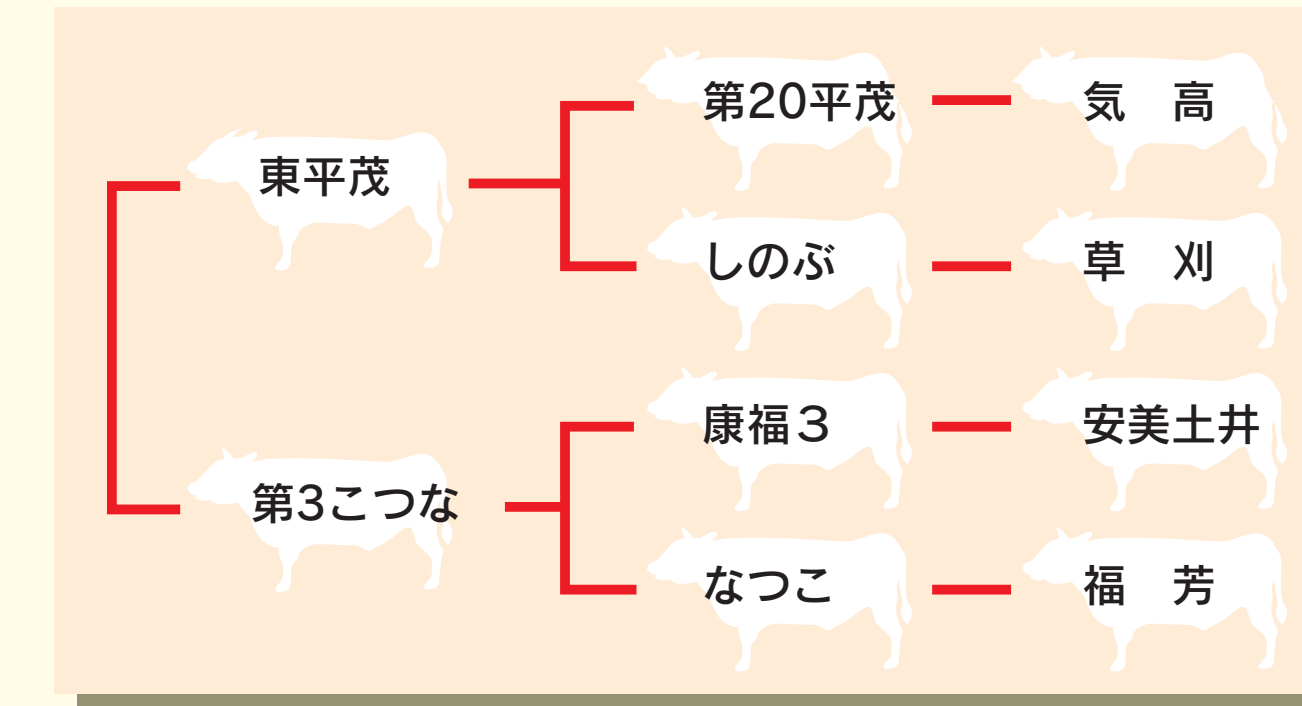 第20平茂
気　高
東平茂
しのぶ
草　刈
康福３
安美土井
第3こつな
なつこ
福　芳